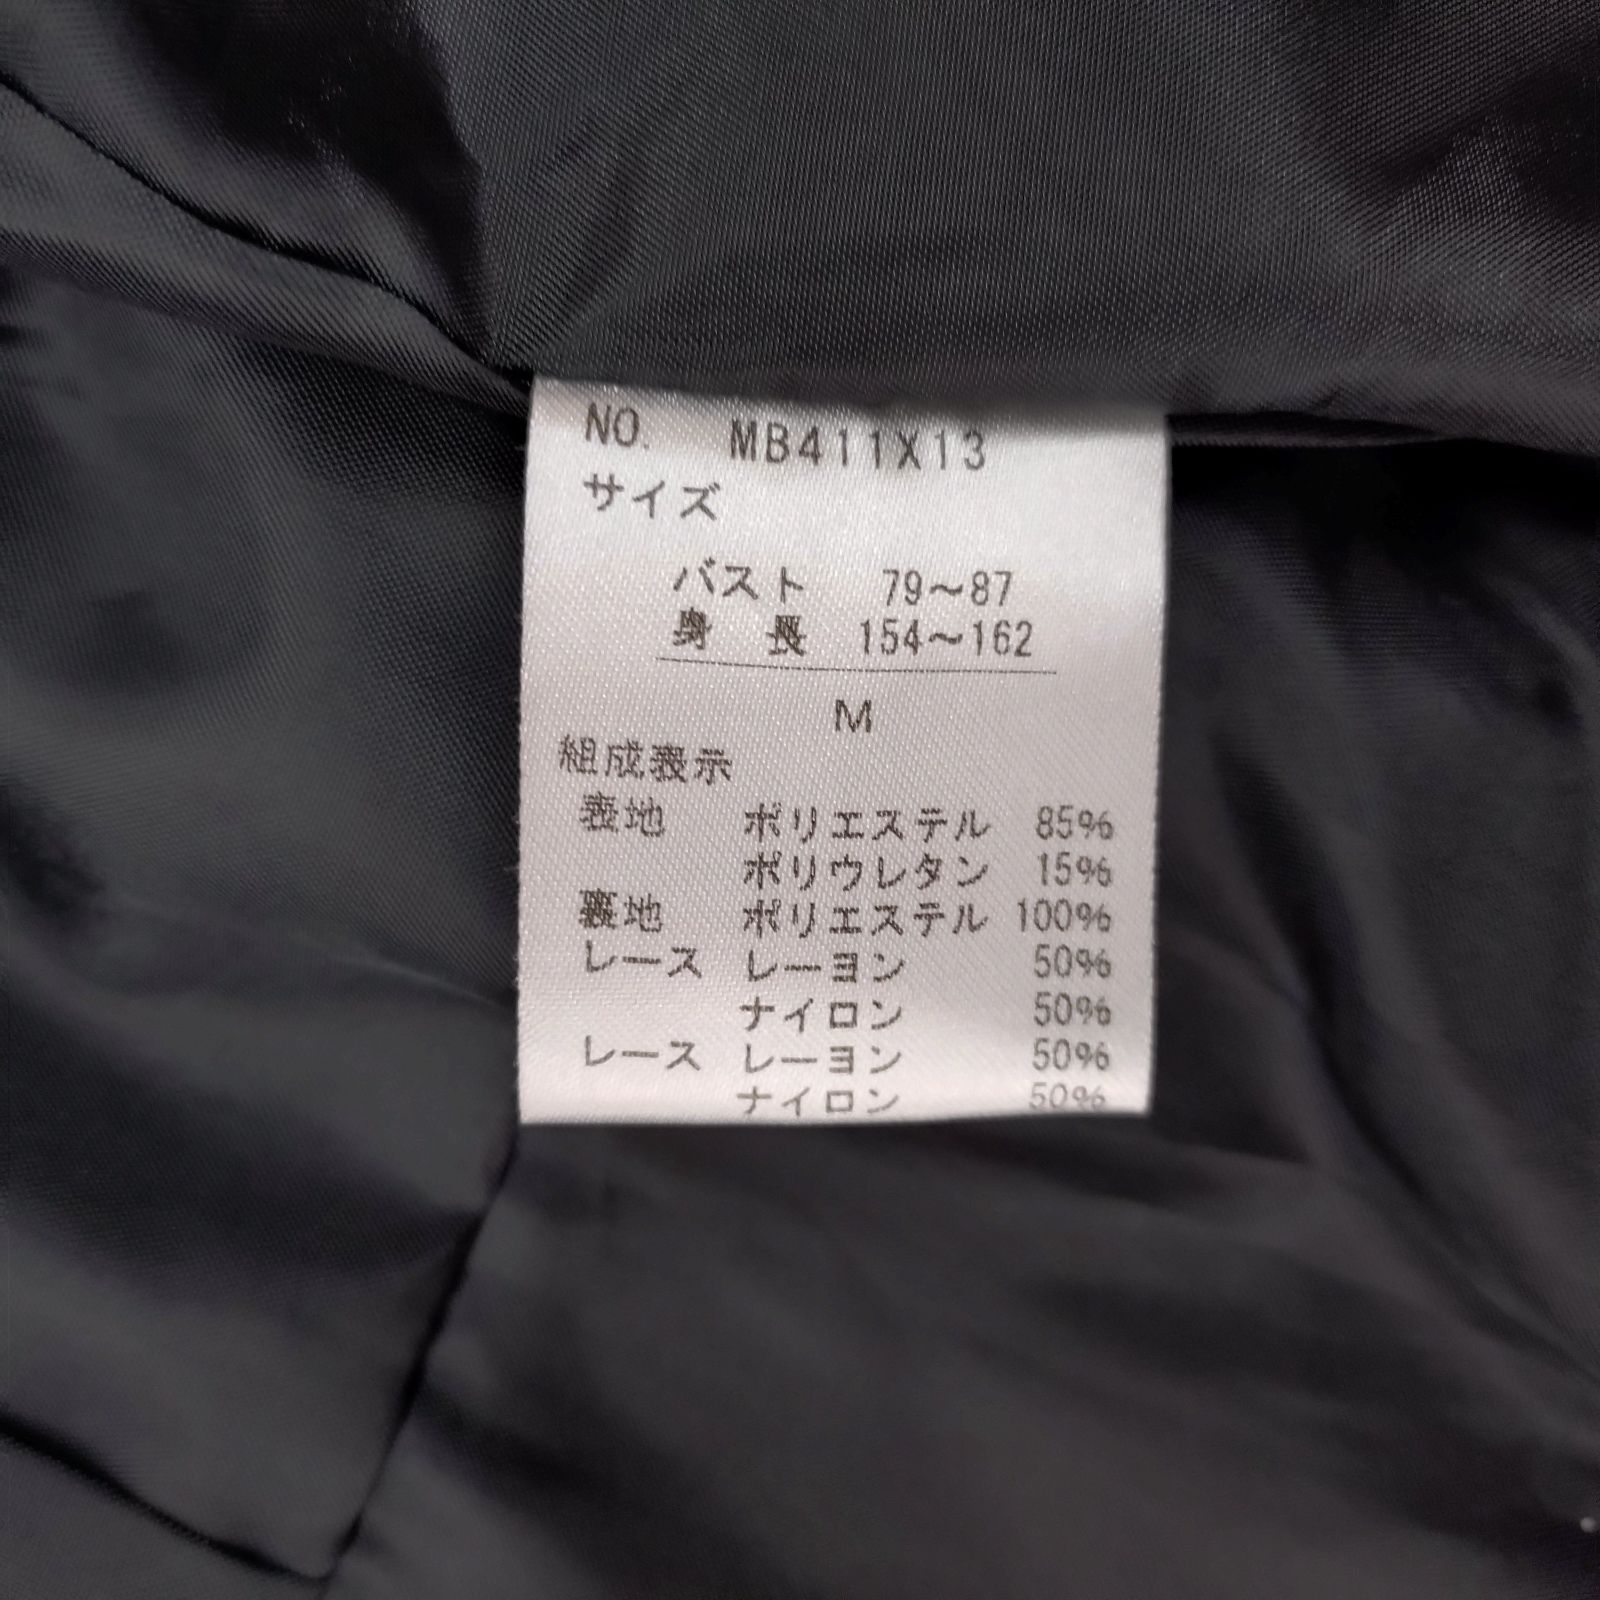 NO. MB411X13
サイズ
バスト 79～87
身 長 154～162
M
組成表示
表地 ポリエステル 85%
ポリウレタン 15%
裏地 ポリエステル 100%
レース レーヨン 50%
ナイロン 50%
レース レーヨン 50%
ナイロン 50%